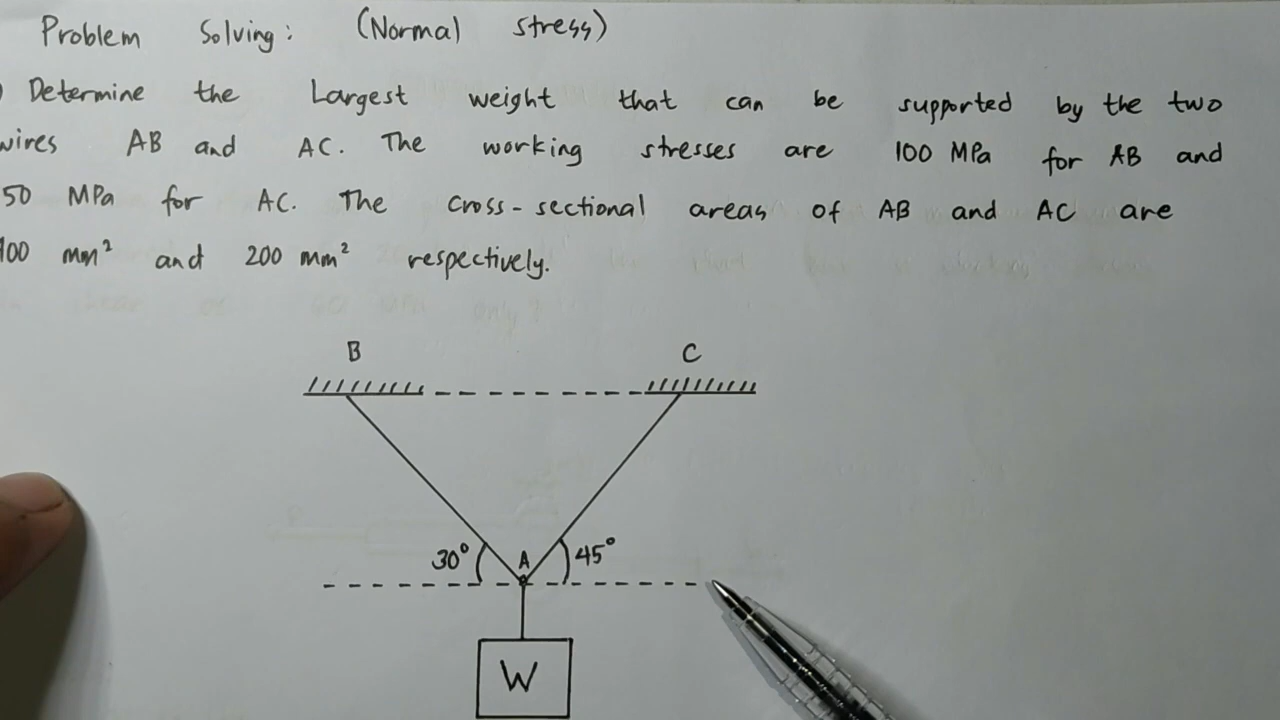 Problem Solving: (Normal stress)
) Determine the Largest weight that can be supported by the two
wires AB and AC. The working stresses are 100 MPa for AB and
50 MPa for AC. The cross-sectional areas of AB and AC are
100 mm² and 200 mm² respectively.
B C
30° A 45°
W